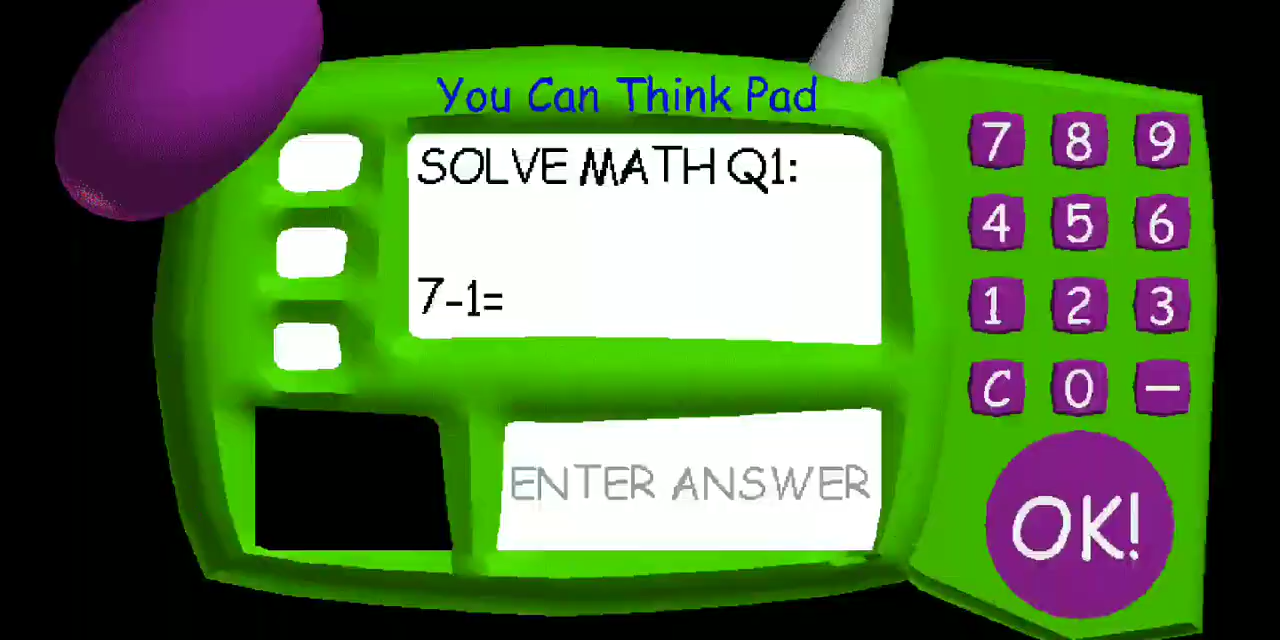 You Can Think Pad
SOLVE MATH Q1:
7-1=
ENTER ANSWER
7 8 9
4 5 6
1 2 3
C 0 –
OK!